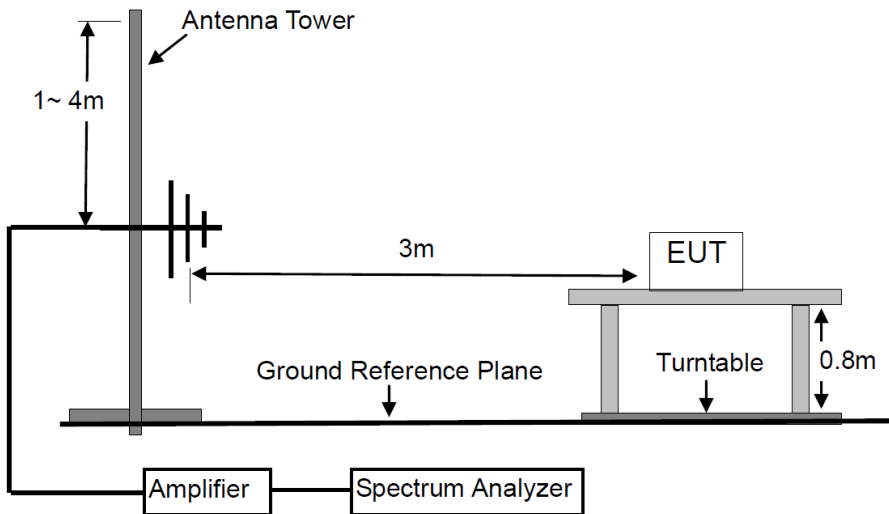 Antenna Tower
1~ 4m
3m
EUT
Ground Reference Plane
Turntable
0.8m
Amplifier
Spectrum Analyzer